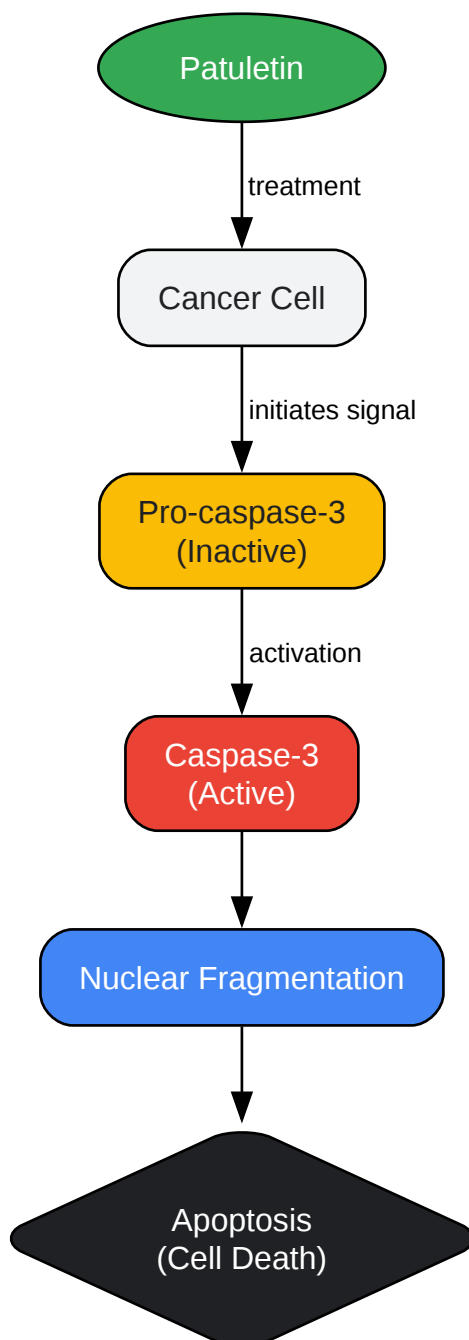 Patuletin
treatment
Cancer Cell
initiates signal
Pro-caspase-3
(Inactive)
activation
Caspase-3
(Active)
Nuclear Fragmentation
Apoptosis
(Cell Death)